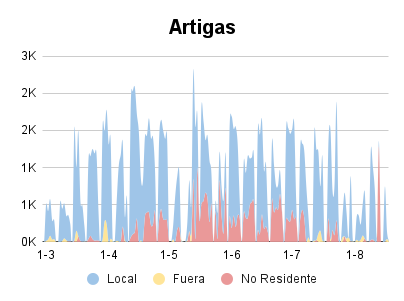 Artigas
3K
2K
2K
1K
1K
0K
1-3 1-4 1-5 1-6 1-7 1-8
Local Fuera No Residente